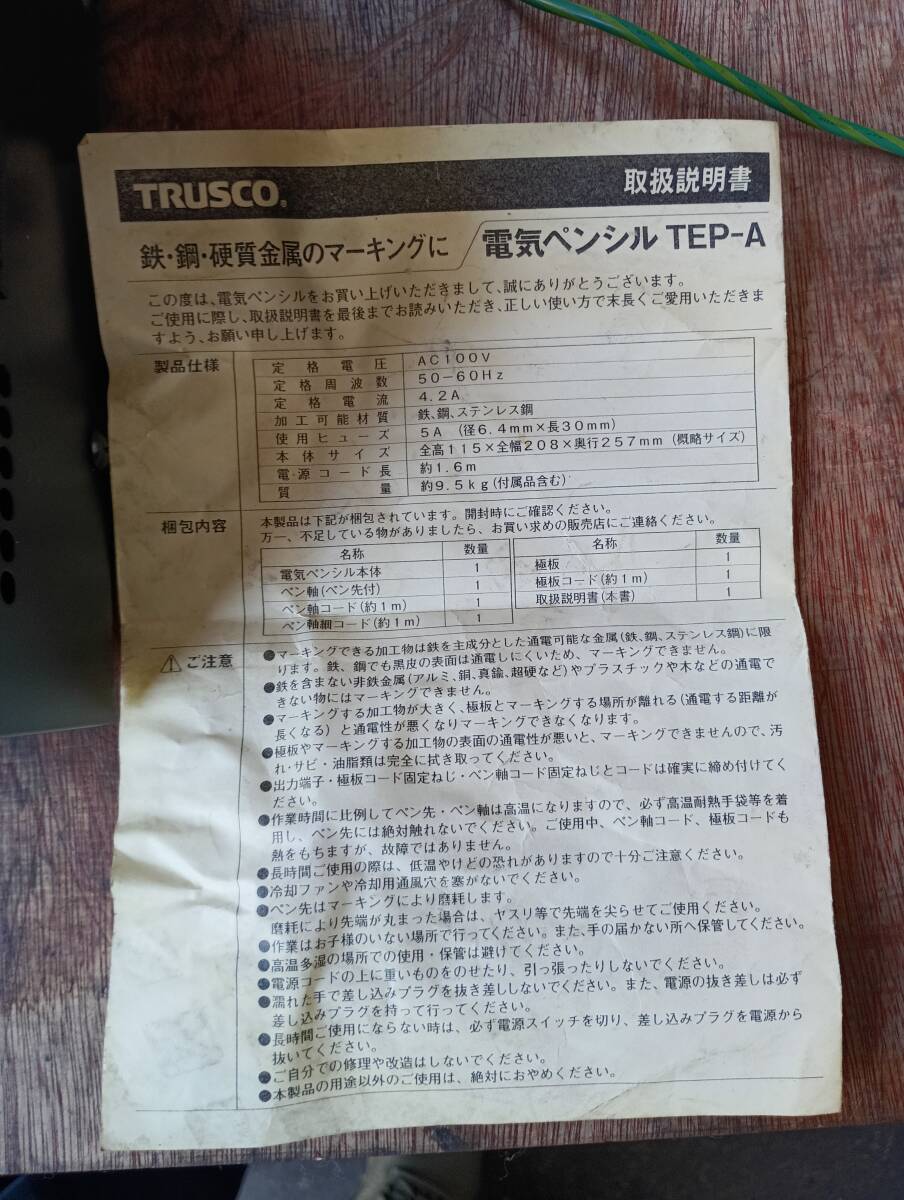 TRUSCO® 取扱説明書
鉄・鋼・硬質金属のマーキングに 電気ペンシル TEP-A
この度は、電気ペンシルをお買い上げいただきまして、誠にありがとうございます。
ご使用に際し、取扱説明書を最後までお読みいただき、正しい使い方で末長くご愛用いただきま
すよう、お願い申し上げます。
製品仕様
定格電圧 AC100V
定格周波数 50-60Hz
定格電流 4.2A
加工可能材質 鉄、鋼、ステンレス鋼
使用ヒューズ 5A (径6.4mm×長30mm)
本体サイズ 全高115×全幅208×奥行257mm (概略サイズ)
電源コード長 約1.6m
質量 約9.5kg(付属品含む)
梱包内容
本製品は下記が梱包されています。開封時にご確認ください。
万一、不足している物がありましたら、お買い求めの販売店にご連絡ください。
名称 数量 名称 数量
電気ペンシル本体 1 極板 1
ペン軸(ペン先付) 1 極板コード(約1m) 1
ペン軸コード(約1m) 1 取扱説明書(本書) 1
ペン軸細コード(約1m) 1
⚠ご注意
●マーキングできる加工物は鉄を主成分とした通電可能な金属(鉄、鋼、ステンレス鋼)に限
ります。鉄、鋼でも黒皮の表面は通電しにくいため、マーキングできません。
●鉄を含まない非鉄金属(アルミ、銅、真鍮、超硬など)やプラスチックや木などの通電で
きない物にはマーキングできません。
●マーキングする加工物が大きく、極板とマーキングする場所が離れる(通電する距離が
長くなる)と通電性が悪くなりマーキングできなくなります。
●極板やマーキングする加工物の表面の通電性が悪いと、マーキングできませんので、汚
れ・サビ・油脂類は完全に拭き取ってください。
●出力端子・極板コード固定ねじ・ペン軸コード固定ねじとコードは確実に締め付けてく
ださい。
●作業時間に比例してペン先・ペン軸は高温になりますので、必ず高温耐熱手袋等を着
用し、ペン先には絶対触れないでください。ご使用中、ペン軸コード、極板コードも
熱をもちますが、故障ではありません。
●長時間ご使用の際は、低温やけどの恐れがありますので十分ご注意ください。
●冷却ファンや冷却用通風穴を塞がないでください。
●ペン先はマーキングにより磨耗します。
磨耗により先端が丸まった場合は、ヤスリ等で先端を尖らせてご使用ください。
●作業はお子様のいない場所で行ってください。また、手の届かない所へ保管してください。
●高温多湿の場所での使用・保管は避けてください。
●電源コードの上に重いものをのせたり、引っ張ったりしないでください。
●濡れた手で差し込みプラグを抜き差ししないでください。また、電源の抜き差しは必ず
差し込みプラグを持って行ってください。
●長時間ご使用にならない時は、必ず電源スイッチを切り、差し込みプラグを電源から
抜いてください。
●ご自分での修理や改造はしないでください。
●本製品の用途以外のご使用は、絶対におやめください。